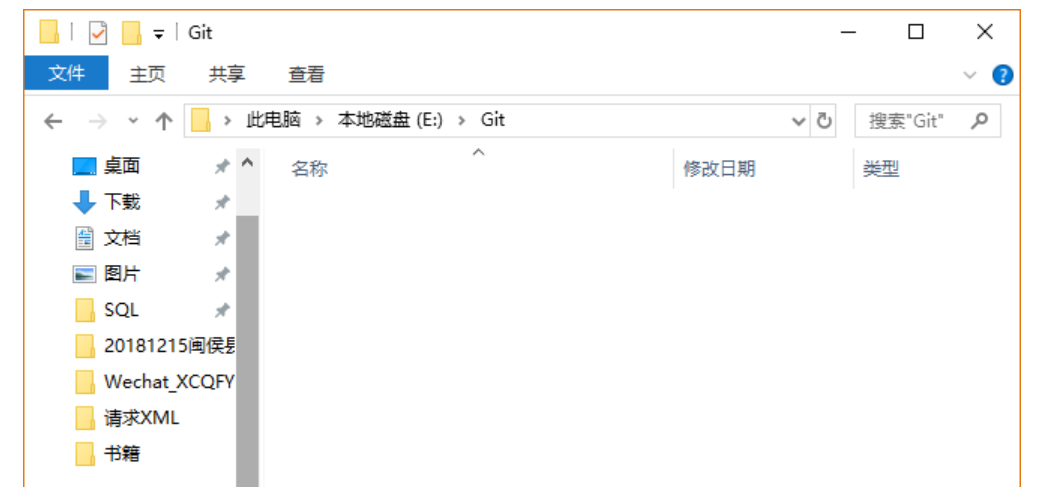 Git
文件 主页 共享 查看
此电脑 › 本地磁盘 (E:) › Git 搜索"Git"
名称 修改日期 类型
桌面
下载
文档
图片
SQL
20181215闽侯县
Wechat_XCQFY
请求XML
书籍